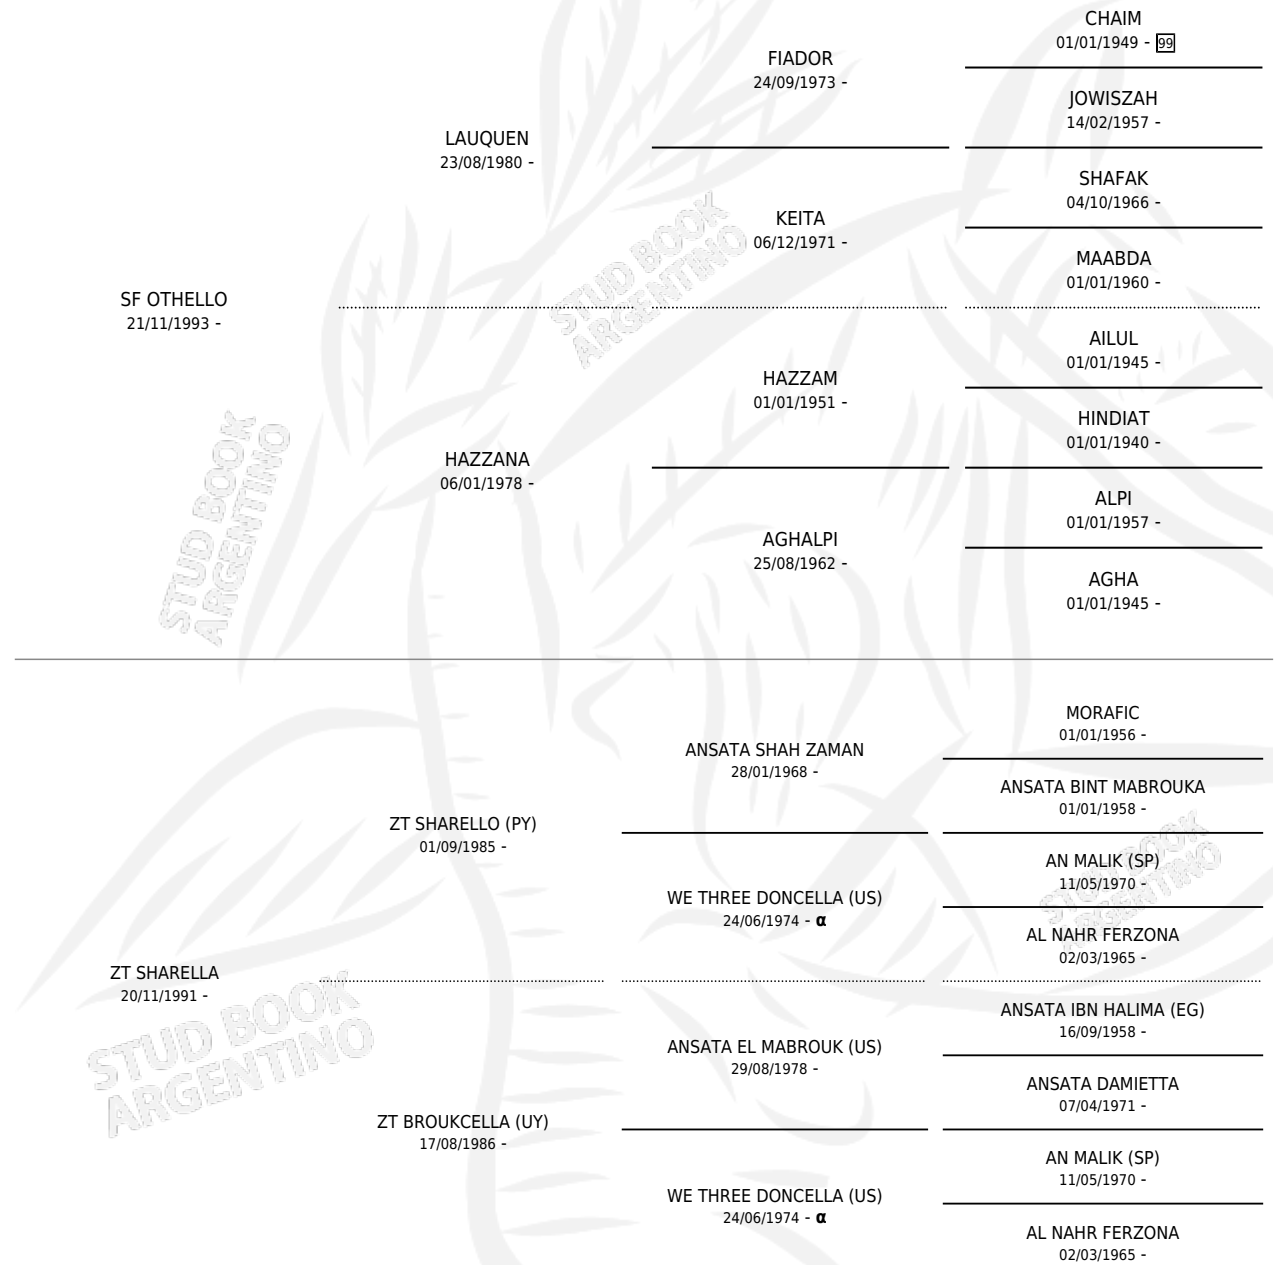 CHAIM
01/01/1949 - 99
FIADOR
24/09/1973 -
JOWISZAH
14/02/1957 -
LAUQUEN
23/08/1980 -
SHAFAK
04/10/1966 -
KEITA
06/12/1971 -
MAABDA
01/01/1960 -
SF OTHELLO
21/11/1993 -
AILUL
01/01/1945 -
HAZZAM
01/01/1951 -
HINDIAT
01/01/1940 -
HAZZANA
06/01/1978 -
ALPI
01/01/1957 -
AGHALPI
25/08/1962 -
AGHA
01/01/1945 -
MORAFIC
01/01/1956 -
ANSATA SHAH ZAMAN
28/01/1968 -
ANSATA BINT MABROUKA
01/01/1958 -
ZT SHARELLO (PY)
01/09/1985 -
AN MALIK (SP)
11/05/1970 -
WE THREE DONCELLA (US)
24/06/1974 - α
AL NAHR FERZONA
02/03/1965 -
ZT SHARELLA
20/11/1991 -
ANSATA IBN HALIMA (EG)
16/09/1958 -
ANSATA EL MABROUK (US)
29/08/1978 -
ANSATA DAMIETTA
07/04/1971 -
ZT BROUKCELLA (UY)
17/08/1986 -
AN MALIK (SP)
11/05/1970 -
WE THREE DONCELLA (US)
24/06/1974 - α
AL NAHR FERZONA
02/03/1965 -
STUD BOOK
ARGENTINO
STUD BOOK
ARGENTINO
STUD BOOK
ARGENTINO
STUD BOOK
ARGENTINO